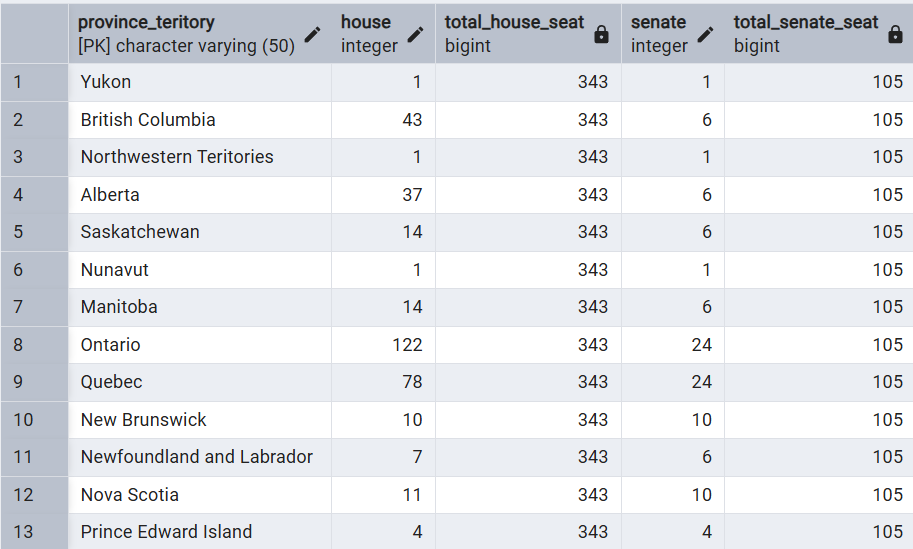 province_teritory house total_house_seat senate total_senate_seat
[PK] character varying (50) integer bigint integer bigint
1 Yukon 1 343 1 105
2 British Columbia 43 343 6 105
3 Northwestern Teritories 1 343 1 105
4 Alberta 37 343 6 105
5 Saskatchewan 14 343 6 105
6 Nunavut 1 343 1 105
7 Manitoba 14 343 6 105
8 Ontario 122 343 24 105
9 Quebec 78 343 24 105
10 New Brunswick 10 343 10 105
11 Newfoundland and Labrador 7 343 6 105
12 Nova Scotia 11 343 10 105
13 Prince Edward Island 4 343 4 105